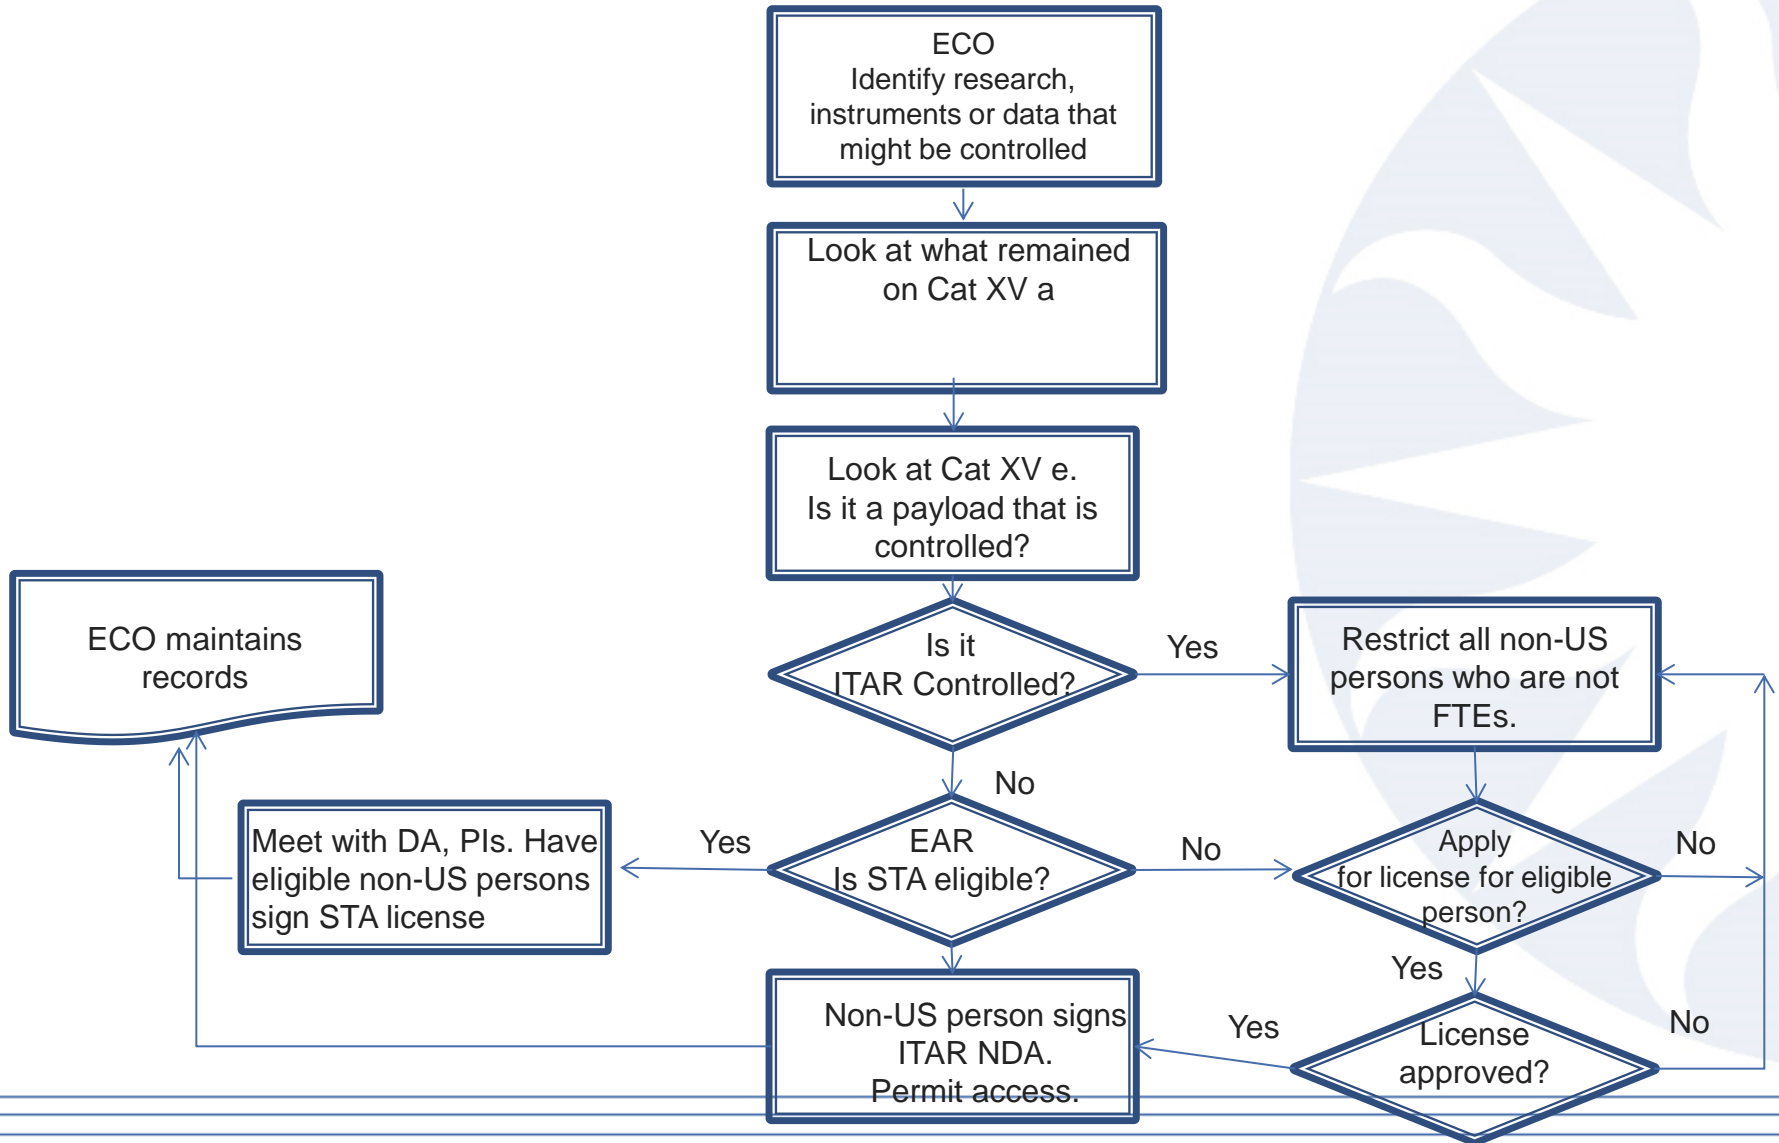 ECO
Identify research,
instruments or data that
might be controlled
Look at what remained
on Cat XV a
Look at Cat XV e.
Is it a payload that is
controlled?
ECO maintains
records
Is it
ITAR Controlled?
Yes
Restrict all non-US
persons who are not
FTEs.
No
Meet with DA, PIs. Have
eligible non-US persons
sign STA license
Yes
EAR
Is STA eligible?
No
Apply
for license for eligible
person?
No
Yes
Non-US person signs
ITAR NDA.
Permit access.
Yes
License
approved?
No